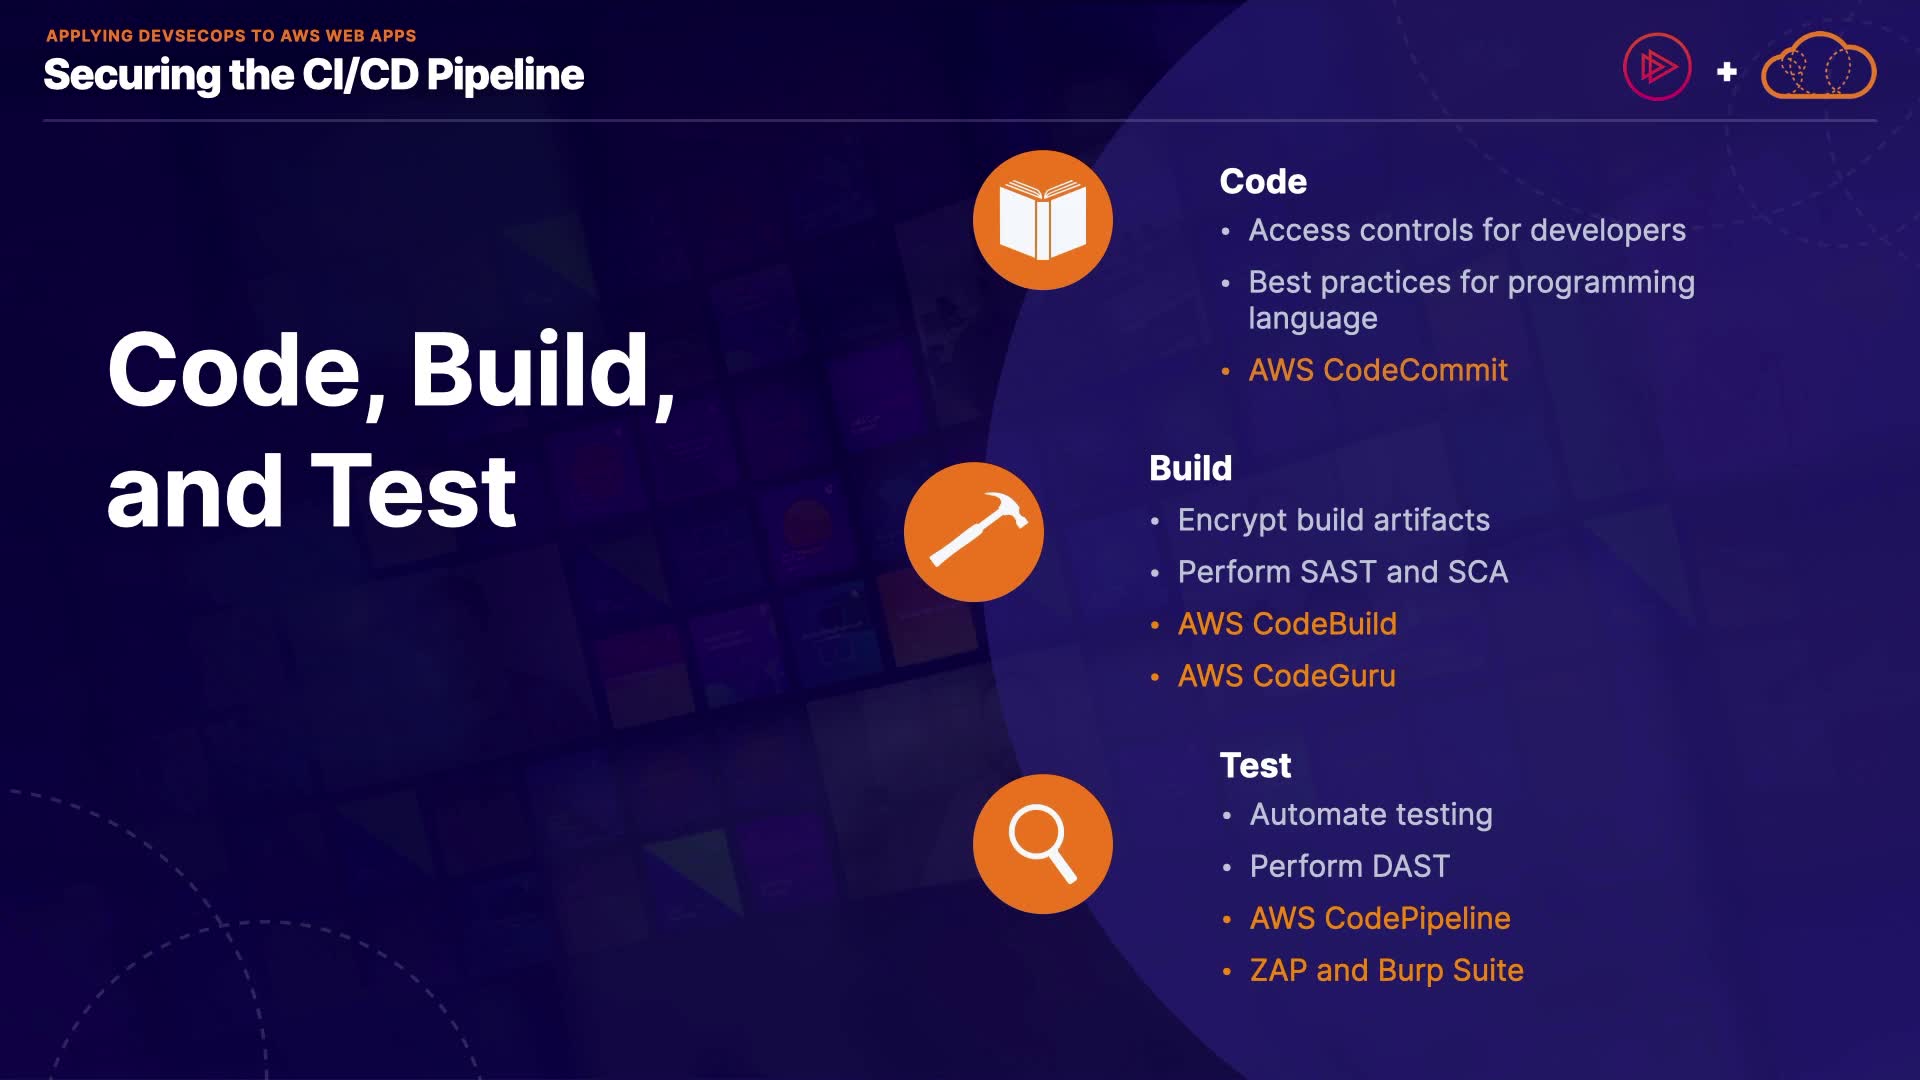 APPLYING DEVSECOPS TO AWS WEB APPS
Securing the CI/CD Pipeline
+
Code, Build,
and Test
Code
• Access controls for developers
• Best practices for programming
language
• AWS CodeCommit
Build
• Encrypt build artifacts
• Perform SAST and SCA
• AWS CodeBuild
• AWS CodeGuru
Test
• Automate testing
• Perform DAST
• AWS CodePipeline
• ZAP and Burp Suite